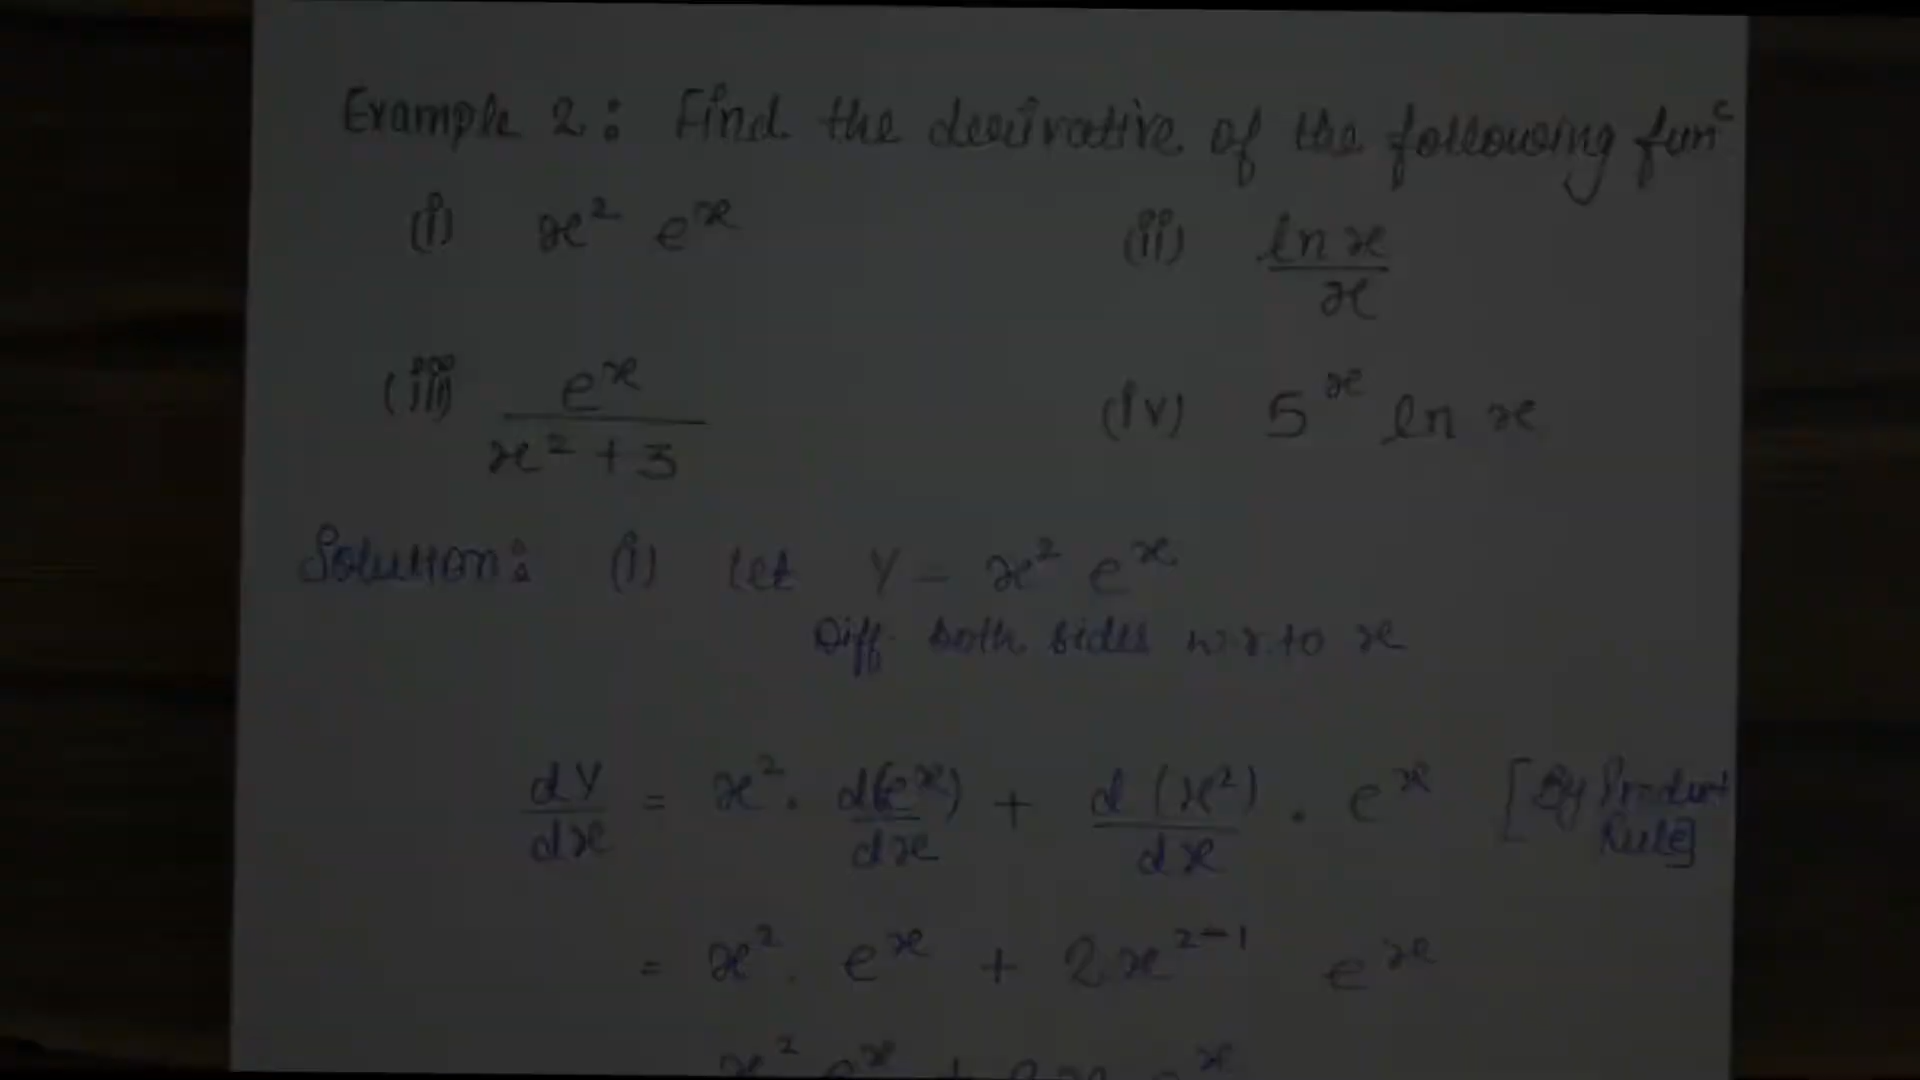 Example 2: Find the derivative of the following funᶜ
(i) x² eˣ (ii) ln x / x
(iii) eˣ / x² + 3 (iv) 5ˣ ln x
Solution: (i) let Y = x² eˣ
Diff. both sides w.r.to x
dY/dx = x² . d(eˣ)/dx + d(x²)/dx . eˣ [By Product Rule]
= x² . eˣ + 2x²⁻¹ eˣ